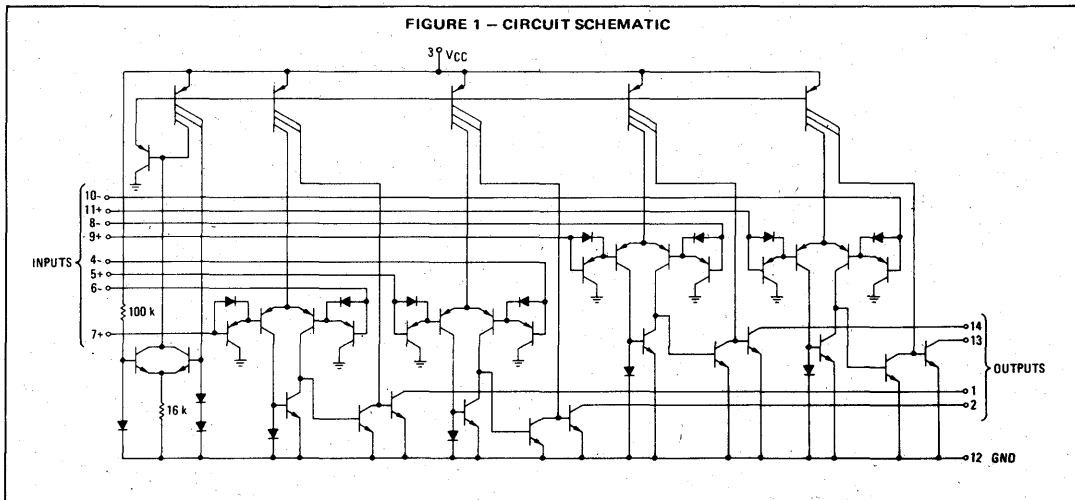 FIGURE 1 – CIRCUIT SCHEMATIC
3 VCC
10-
11+
8-
9+
INPUTS
4-
5+
6-
100 k
7+
14
13
OUTPUTS
1
16 k
2
12 GND